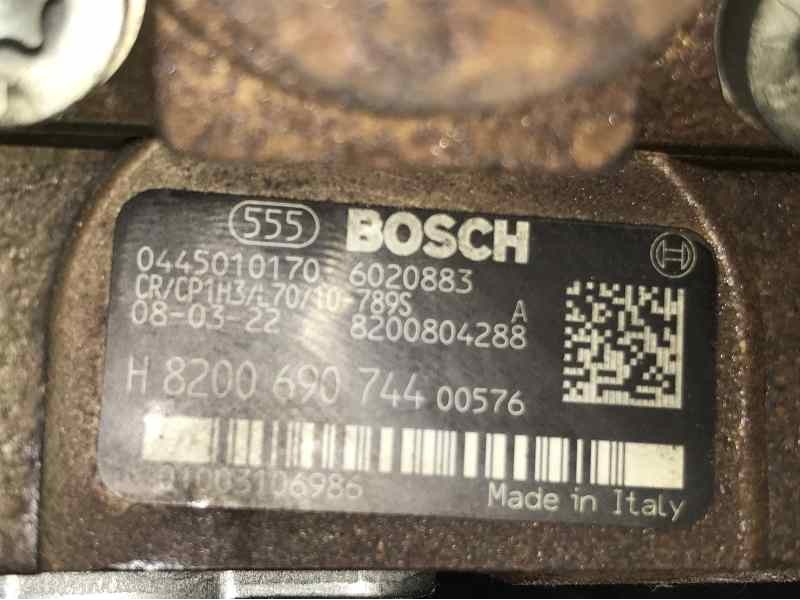 555 BOSCH
0445010170 6020883
CR/CP1H3/L70/10-789S A
08-03-22 8200804288
H 8200 690 744 00576
01003106986
Made in Italy